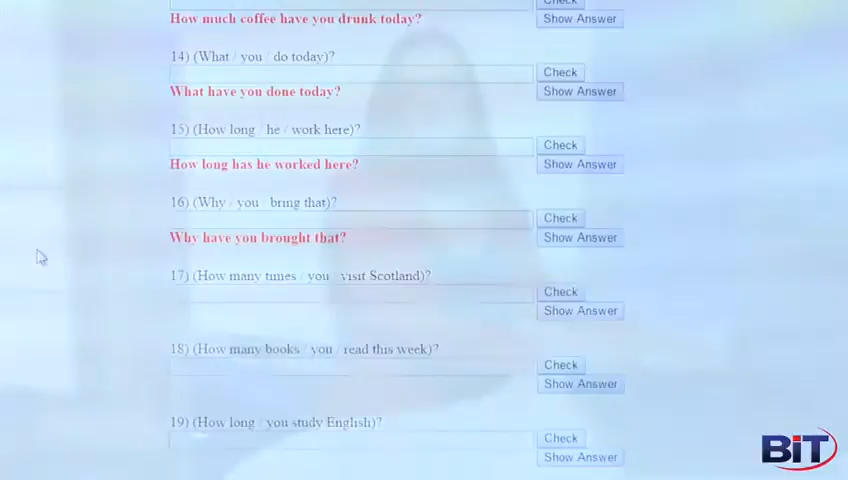 Check
How much coffee have you drunk today?
Show Answer
14) (What / you / do today)?
Check
What have you done today?
Show Answer
15) (How long / he / work here)?
Check
How long has he worked here?
Show Answer
16) (Why / you / bring that)?
Check
Why have you brought that?
Show Answer
17) (How many times / you / visit Scotland)?
Check
Show Answer
18) (How many books / you / read this week)?
Check
Show Answer
19) (How long / you study English)?
Check
Show Answer
BiT